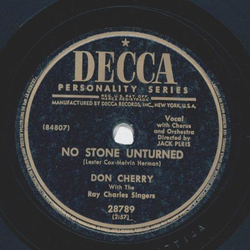 DECCA
PERSONALITY SERIES
REG. U.S. PAT. OFF.
MANUFACTURED BY DECCA RECORDS, INC., NEW YORK, U.S.A.
(84807)
Vocal
with Chorus
and Orchestra
Directed by
JACK PLEIS
NO STONE UNTURNED
(Lester Cox-Melvin Herman)
DON CHERRY
With The
Ray Charles Singers
28789
(2:57)